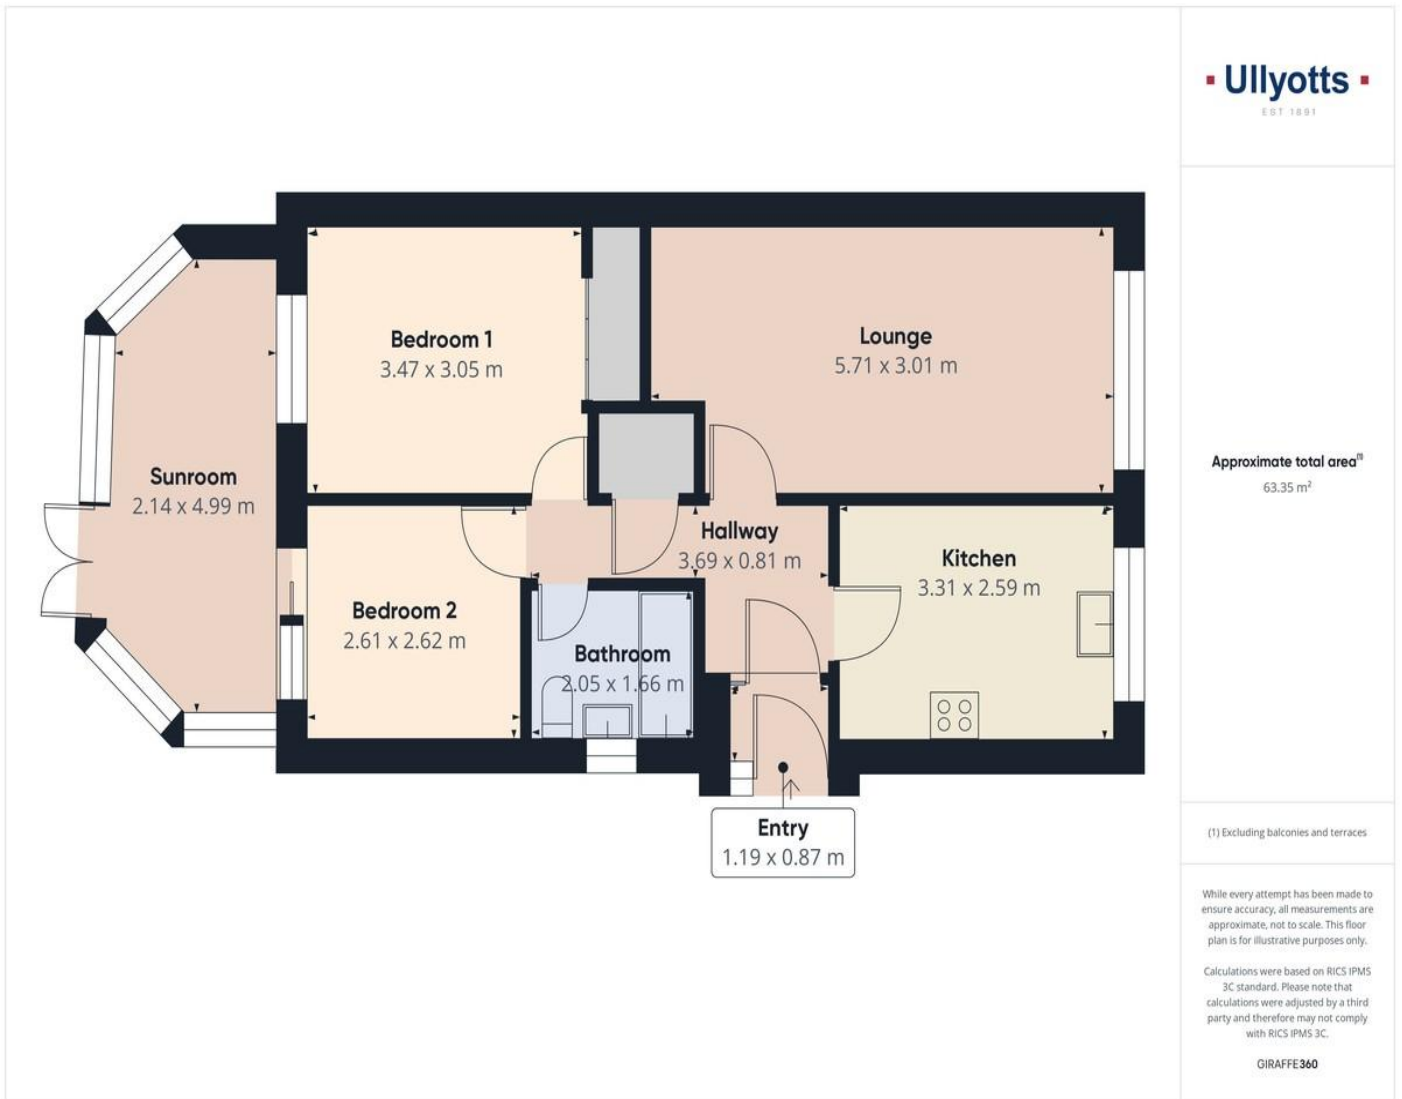 Ullyotts
EST 1891
Bedroom 1
3.47 x 3.05 m
Lounge
5.71 x 3.01 m
Sunroom
2.14 x 4.99 m
Hallway
3.69 x 0.81 m
Kitchen
3.31 x 2.59 m
Bedroom 2
2.61 x 2.62 m
Bathroom
2.05 x 1.66 m
Entry
1.19 x 0.87 m
Approximate total area(1)
63.35 m²
(1) Excluding balconies and terraces
While every attempt has been made to
ensure accuracy, all measurements are
approximate, not to scale. This floor
plan is for illustrative purposes only.
Calculations were based on RICS IPMS
3C standard. Please note that
calculations were adjusted by a third
party and therefore may not comply
with RICS IPMS 3C.
GIRAFFE360